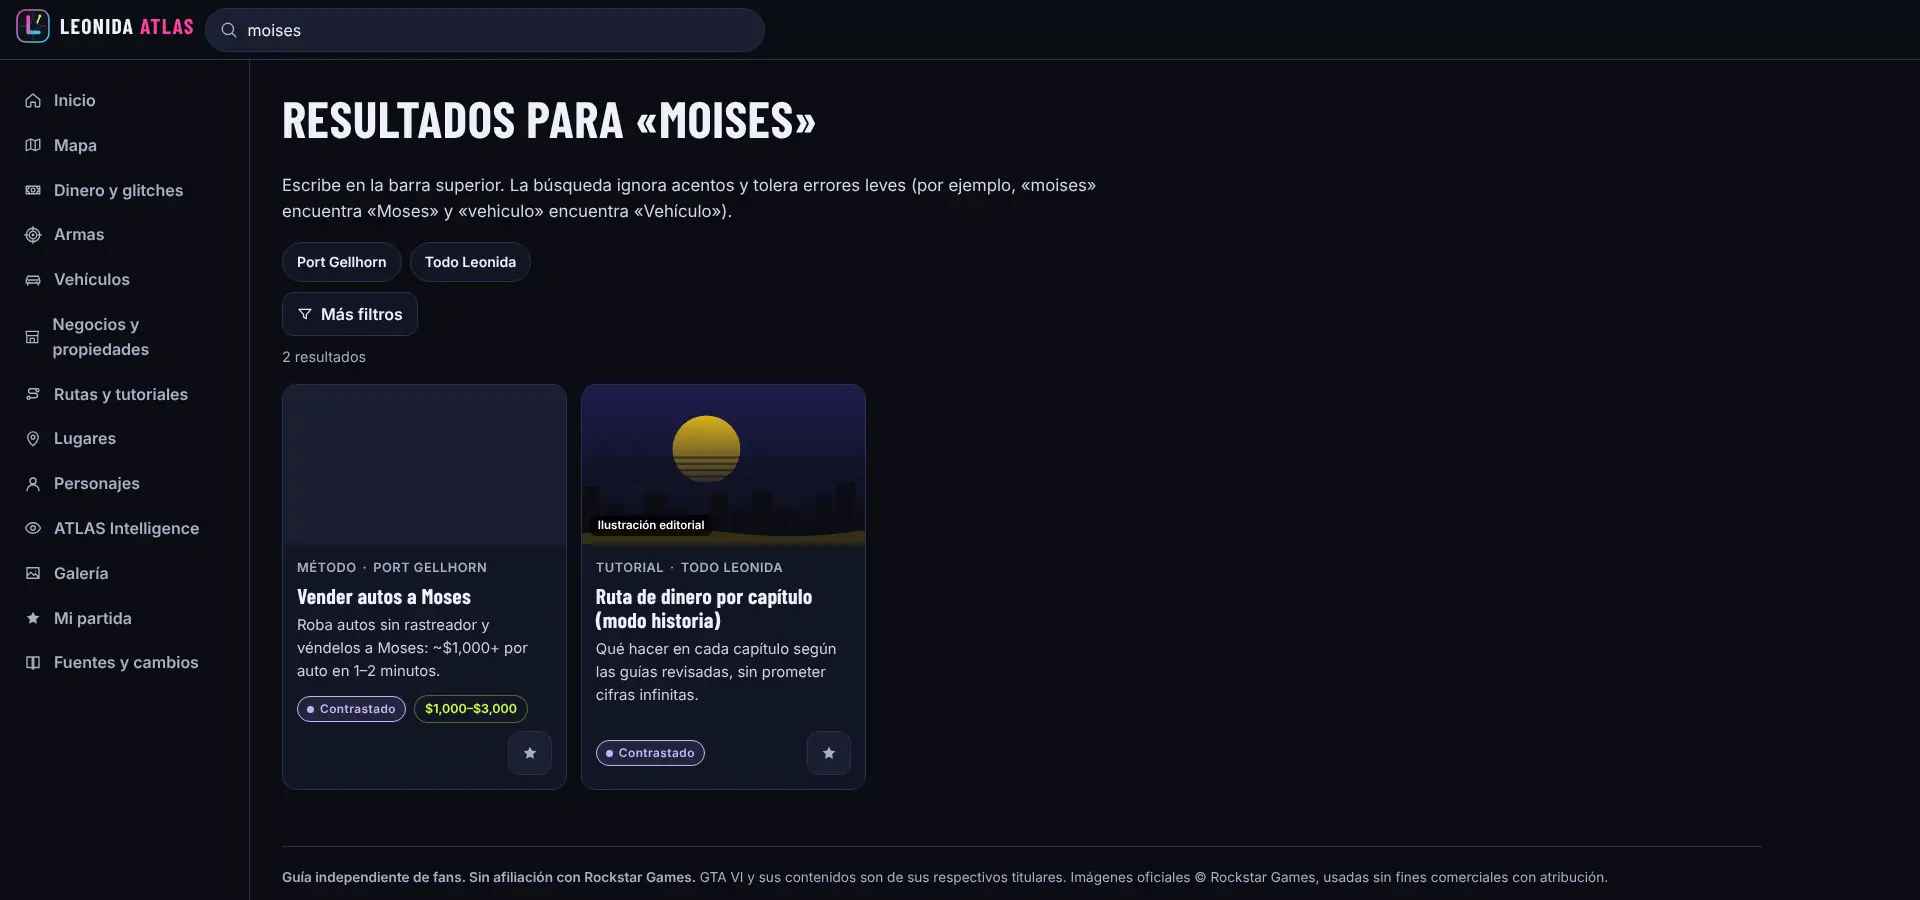 LEONIDA ATLAS
moises
Inicio
Mapa
Dinero y glitches
Armas
Vehículos
Negocios y
propiedades
Rutas y tutoriales
Lugares
Personajes
ATLAS Intelligence
Galería
Mi partida
Fuentes y cambios
RESULTADOS PARA «MOISES»
Escribe en la barra superior. La búsqueda ignora acentos y tolera errores leves (por ejemplo, «moises»
encuentra «Moses» y «vehiculo» encuentra «Vehículo»).
Port Gellhorn
Todo Leonida
Más filtros
2 resultados
MÉTODO · PORT GELLHORN
Vender autos a Moses
Roba autos sin rastreador y
véndelos a Moses: ~$1,000+ por
auto en 1–2 minutos.
Contrastado
$1,000–$3,000
Ilustración editorial
TUTORIAL · TODO LEONIDA
Ruta de dinero por capítulo
(modo historia)
Qué hacer en cada capítulo según
las guías revisadas, sin prometer
cifras infinitas.
Contrastado
Guía independiente de fans. Sin afiliación con Rockstar Games. GTA VI y sus contenidos son de sus respectivos titulares. Imágenes oficiales © Rockstar Games, usadas sin fines comerciales con atribución.